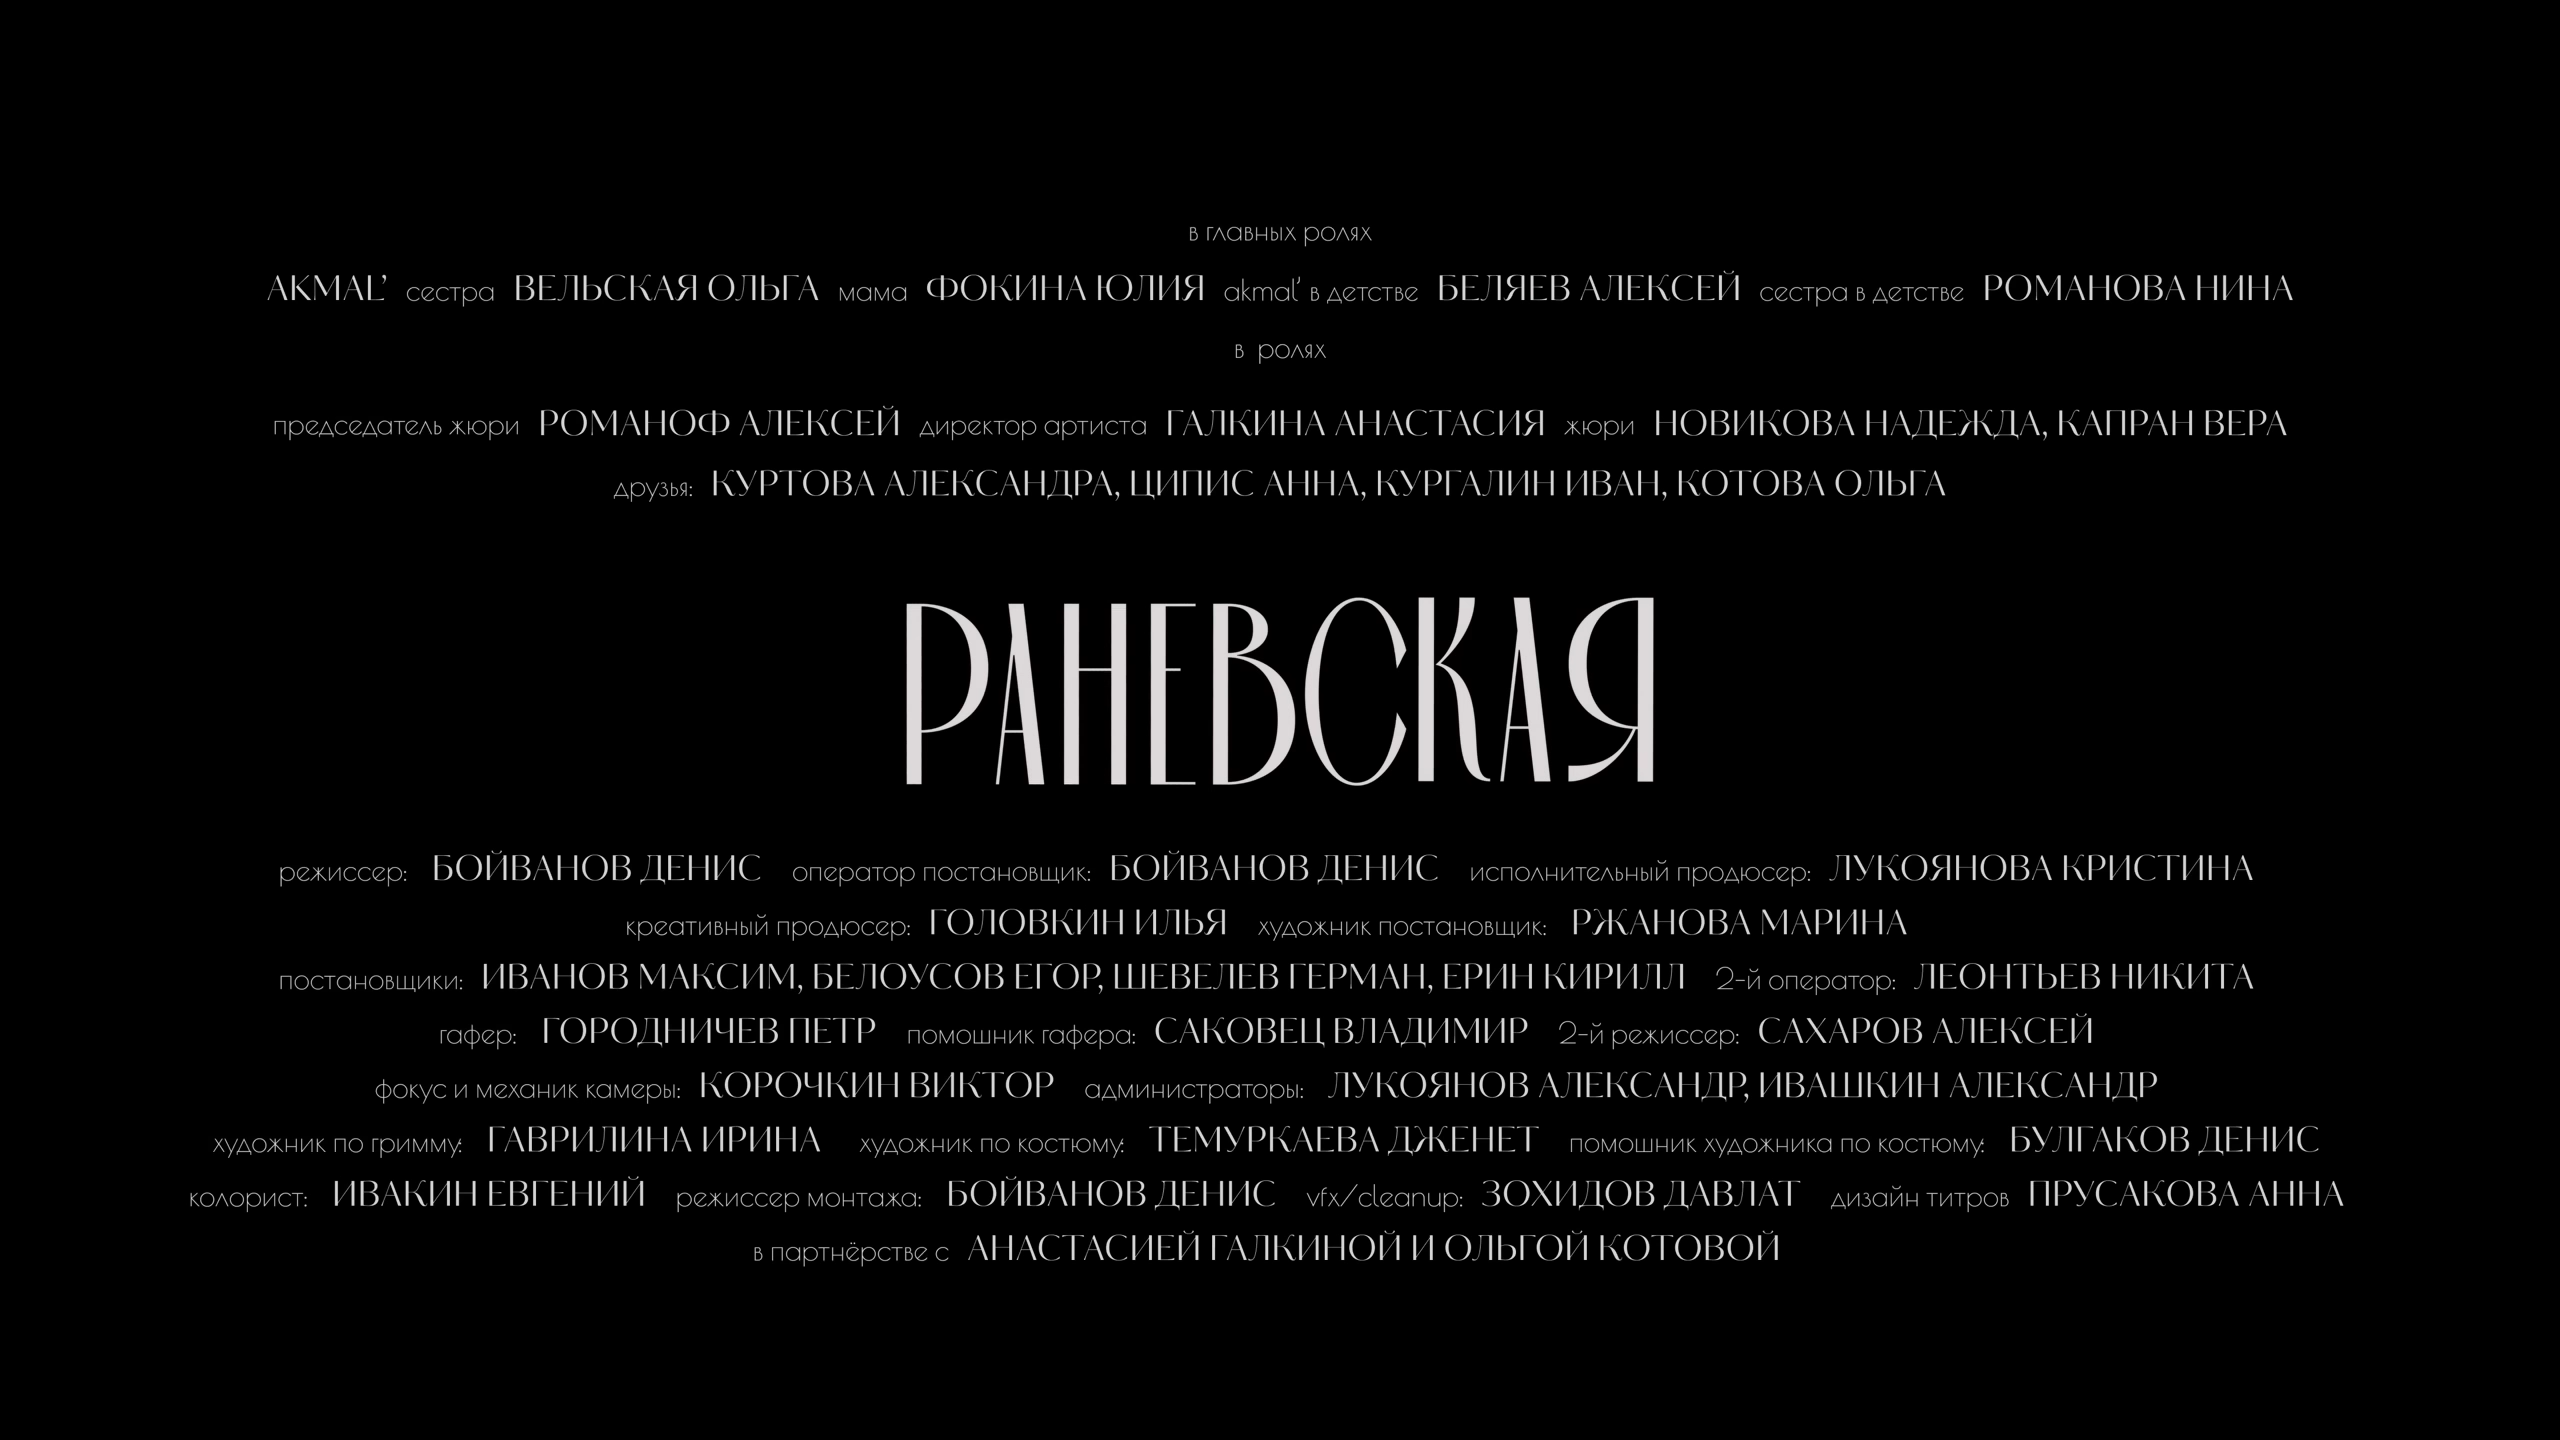 в главных ролях
AKMAL’ сестра ВЕЛЬСКАЯ ОЛЬГА мама ФОКИНА ЮЛИЯ akmal’ в детстве БЕЛЯЕВ АЛЕКСЕЙ сестра в детстве РОМАНОВА НИНА
в ролях
председатель жюри РОМАНОФ АЛЕКСЕЙ директор артиста ГАЛКИНА АНАСТАСИЯ жюри НОВИКОВА НАДЕЖДА, КАПРАН ВЕРА
друзья: КУРТОВА АЛЕКСАНДРА, ЦИПИС АННА, КУРГАЛИН ИВАН, КОТОВА ОЛЬГА
РАНЕВСКАЯ
режиссер: БОЙВАНОВ ДЕНИС оператор постановщик: БОЙВАНОВ ДЕНИС исполнительный продюсер: ЛУКОЯНОВА КРИСТИНА
креативный продюсер: ГОЛОВКИН ИЛЬЯ художник постановщик: РЖАНОВА МАРИНА
постановщики: ИВАНОВ МАКСИМ, БЕЛОУСОВ ЕГОР, ШЕВЕЛЕВ ГЕРМАН, ЕРИН КИРИЛЛ 2-й оператор: ЛЕОНТЬЕВ НИКИТА
гафер: ГОРОДНИЧЕВ ПЕТР помошник гафера: САКОВЕЦ ВЛАДИМИР 2-й режиссер: САХАРОВ АЛЕКСЕЙ
фокус и механик камеры: КОРОЧКИН ВИКТОР администраторы: ЛУКОЯНОВ АЛЕКСАНДР, ИВАШКИН АЛЕКСАНДР
художник по гримму: ГАВРИЛИНА ИРИНА художник по костюму: ТЕМУРКАЕВА ДЖЕНЕТ помошник художника по костюму: БУЛГАКОВ ДЕНИС
колорист: ИВАКИН ЕВГЕНИЙ режиссер монтажа: БОЙВАНОВ ДЕНИС vfx/cleanup: ЗОХИДОВ ДАВЛАТ дизайн титров ПРУСАКОВА АННА
в партнёрстве с АНАСТАСИЕЙ ГАЛКИНОЙ И ОЛЬГОЙ КОТОВОЙ